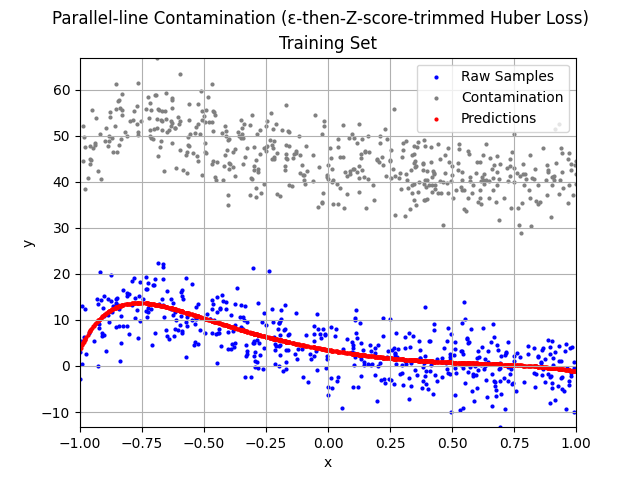 Parallel-line Contamination (ε-then-Z-score-trimmed Huber Loss)
Training Set
Raw Samples
Contamination
Predictions
y
60
50
40
30
20
10
0
−10
−1.00 −0.75 −0.50 −0.25 0.00 0.25 0.50 0.75 1.00
x